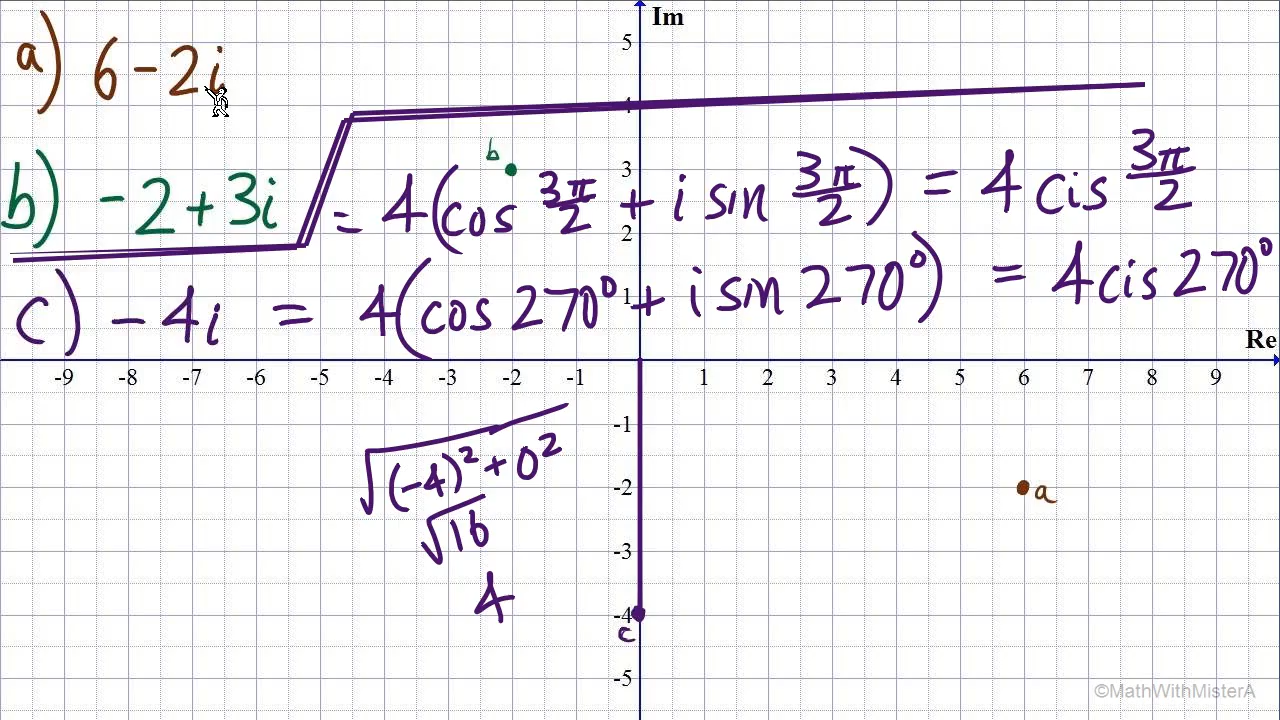 Im
a) 6 - 2i
5
4
b
3
b) -2 + 3i = 4(cos 3π/2 + i sin 3π/2) = 4 cis 3π/2
2
1
c) -4i = 4(cos 270° + i sin 270°) = 4 cis 270°
Re
-9 -8 -7 -6 -5 -4 -3 -2 -1 1 2 3 4 5 6 7 8 9
-1
√(-4)² + 0²
-2
a
√16
-3
4
-4
c
-5
©MathWithMisterA